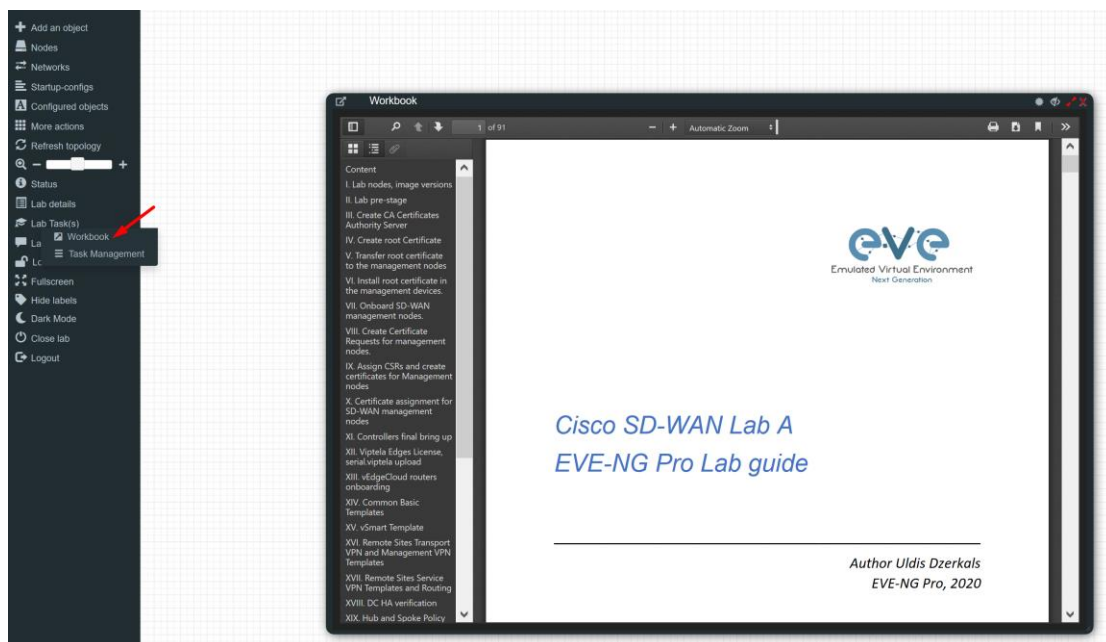 Add an object
Nodes
Networks
Startup-configs
Configured objects
More actions
Refresh topology
Status
Lab details
Lab Task(s)
Workbook
La
Task Management
Lo
Fullscreen
Hide labels
Dark Mode
Close lab
Logout
Workbook
1 of 91
Automatic Zoom
Content
I. Lab nodes, image versions
II. Lab pre-stage
III. Create CA Certificates
Authority Server
IV. Create root Certificate
V. Transfer root certificate
to the management nodes
VI. Install root certificate in
the management devices.
VII. Onboard SD-WAN
management nodes.
VIII. Create Certificate
Requests for management
nodes.
IX. Assign CSRs and create
certificates for Management
nodes
X. Certificate assignment for
SD-WAN management
nodes
XI. Controllers final bring up
XII. Viptela Edges License,
serial.viptela upload
XIII. vEdgeCloud routers
onboarding
XIV. Common Basic
Templates
XV. vSmart Template
XVI. Remote Sites Transport
VPN and Management VPN
Templates
XVII. Remote Sites Service
VPN Templates and Routing
XVIII. DC HA verification
XIX. Hub and Spoke Policy
eve
Emulated Virtual Environment
Next Generation
Cisco SD-WAN Lab A
EVE-NG Pro Lab guide
Author Uldis Dzerkals
EVE-NG Pro, 2020